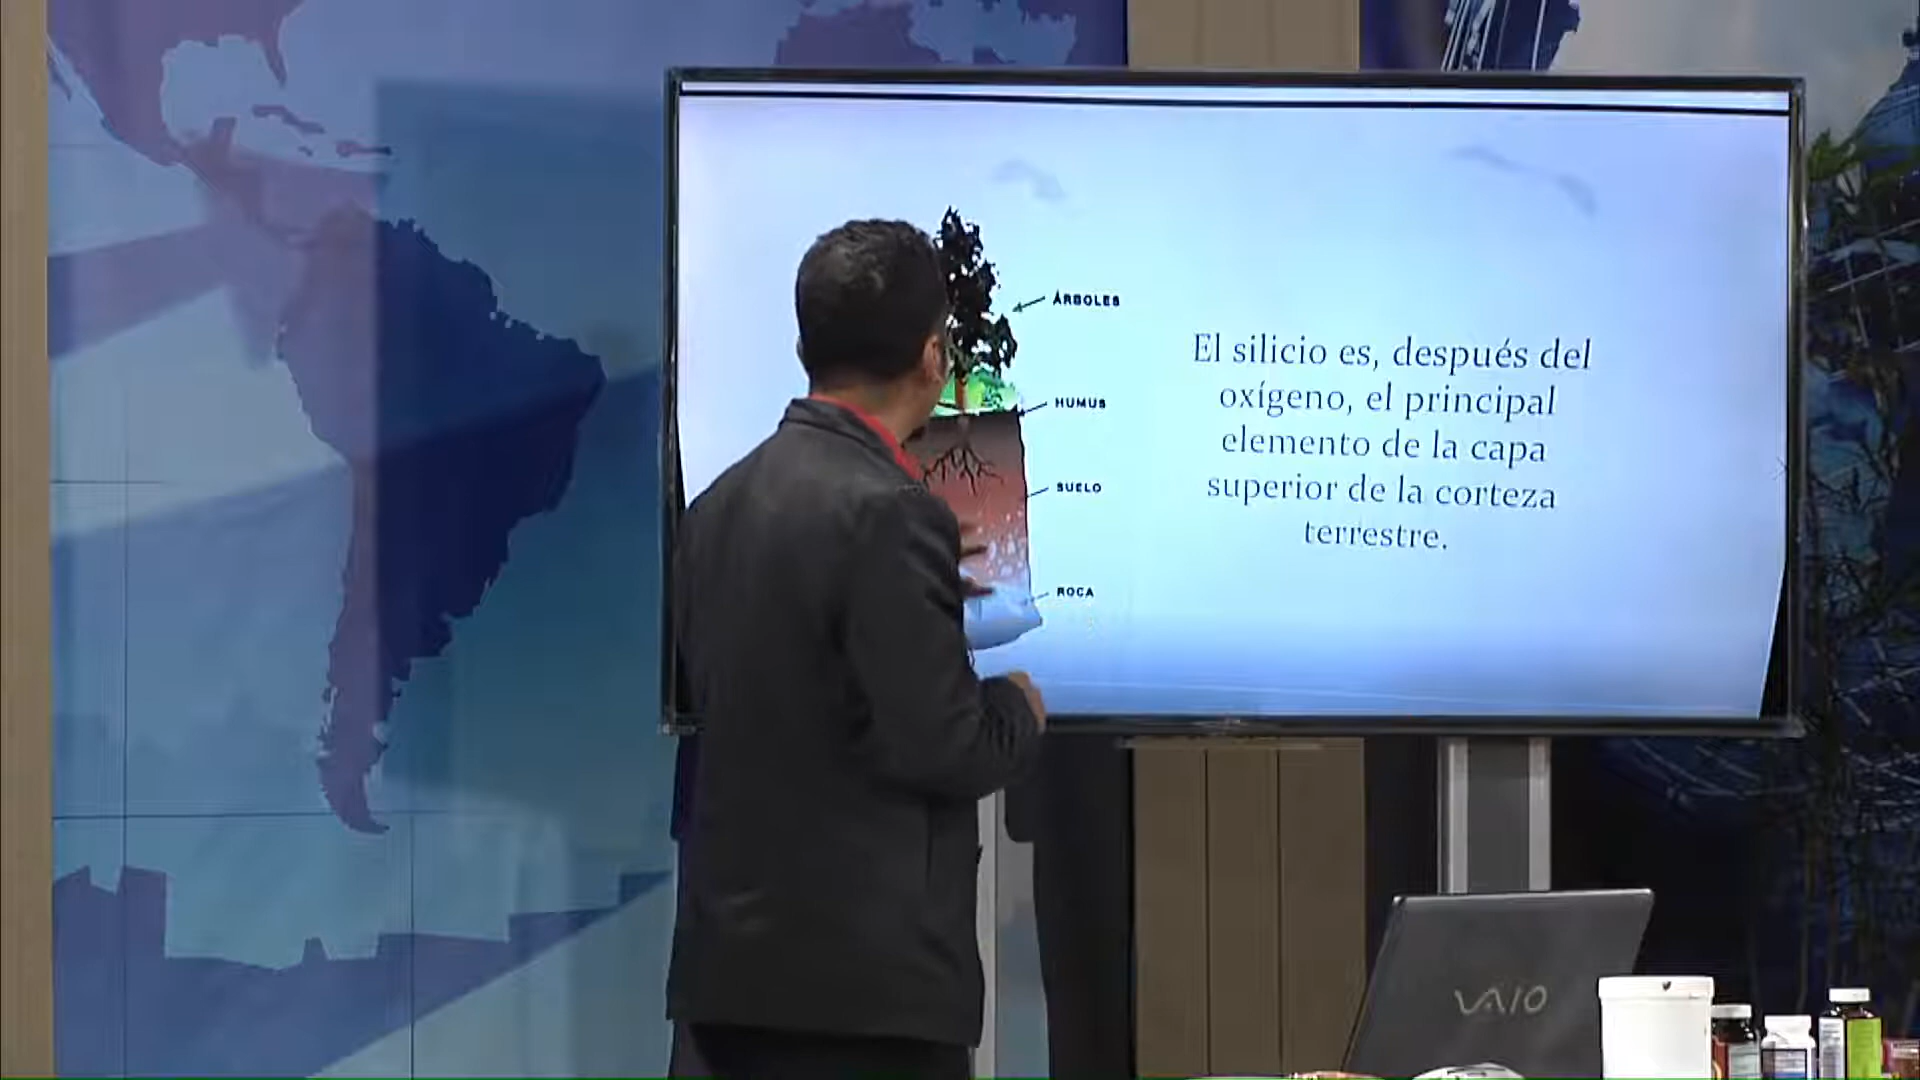 ÁRBOLES
HUMUS
SUELO
ROCA
El silicio es, después del
oxígeno, el principal
elemento de la capa
superior de la corteza
terrestre.
VAIO